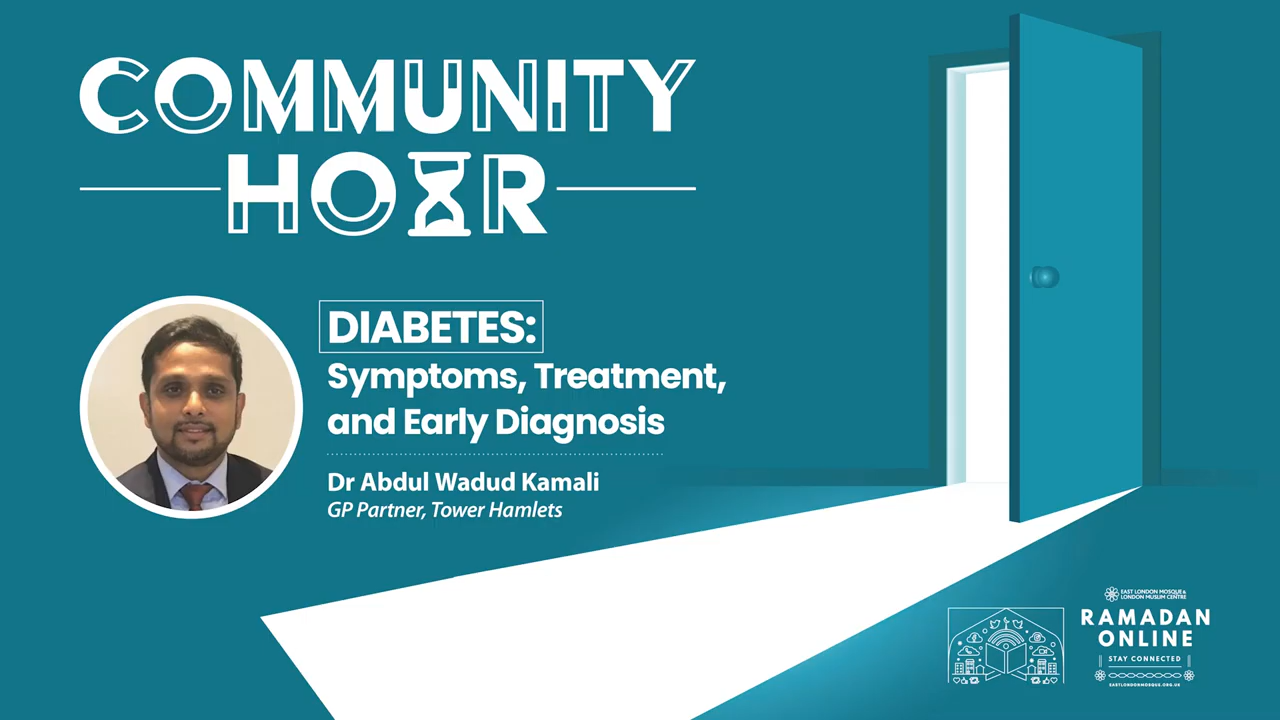 COMMUNITY
HOUR
DIABETES:
Symptoms, Treatment,
and Early Diagnosis
Dr Abdul Wadud Kamali
GP Partner, Tower Hamlets
EAST LONDON MOSQUE &
LONDON MUSLIM CENTRE
RAMADAN
ONLINE
STAY CONNECTED
EASTLONDONMOSQUE.ORG.UK